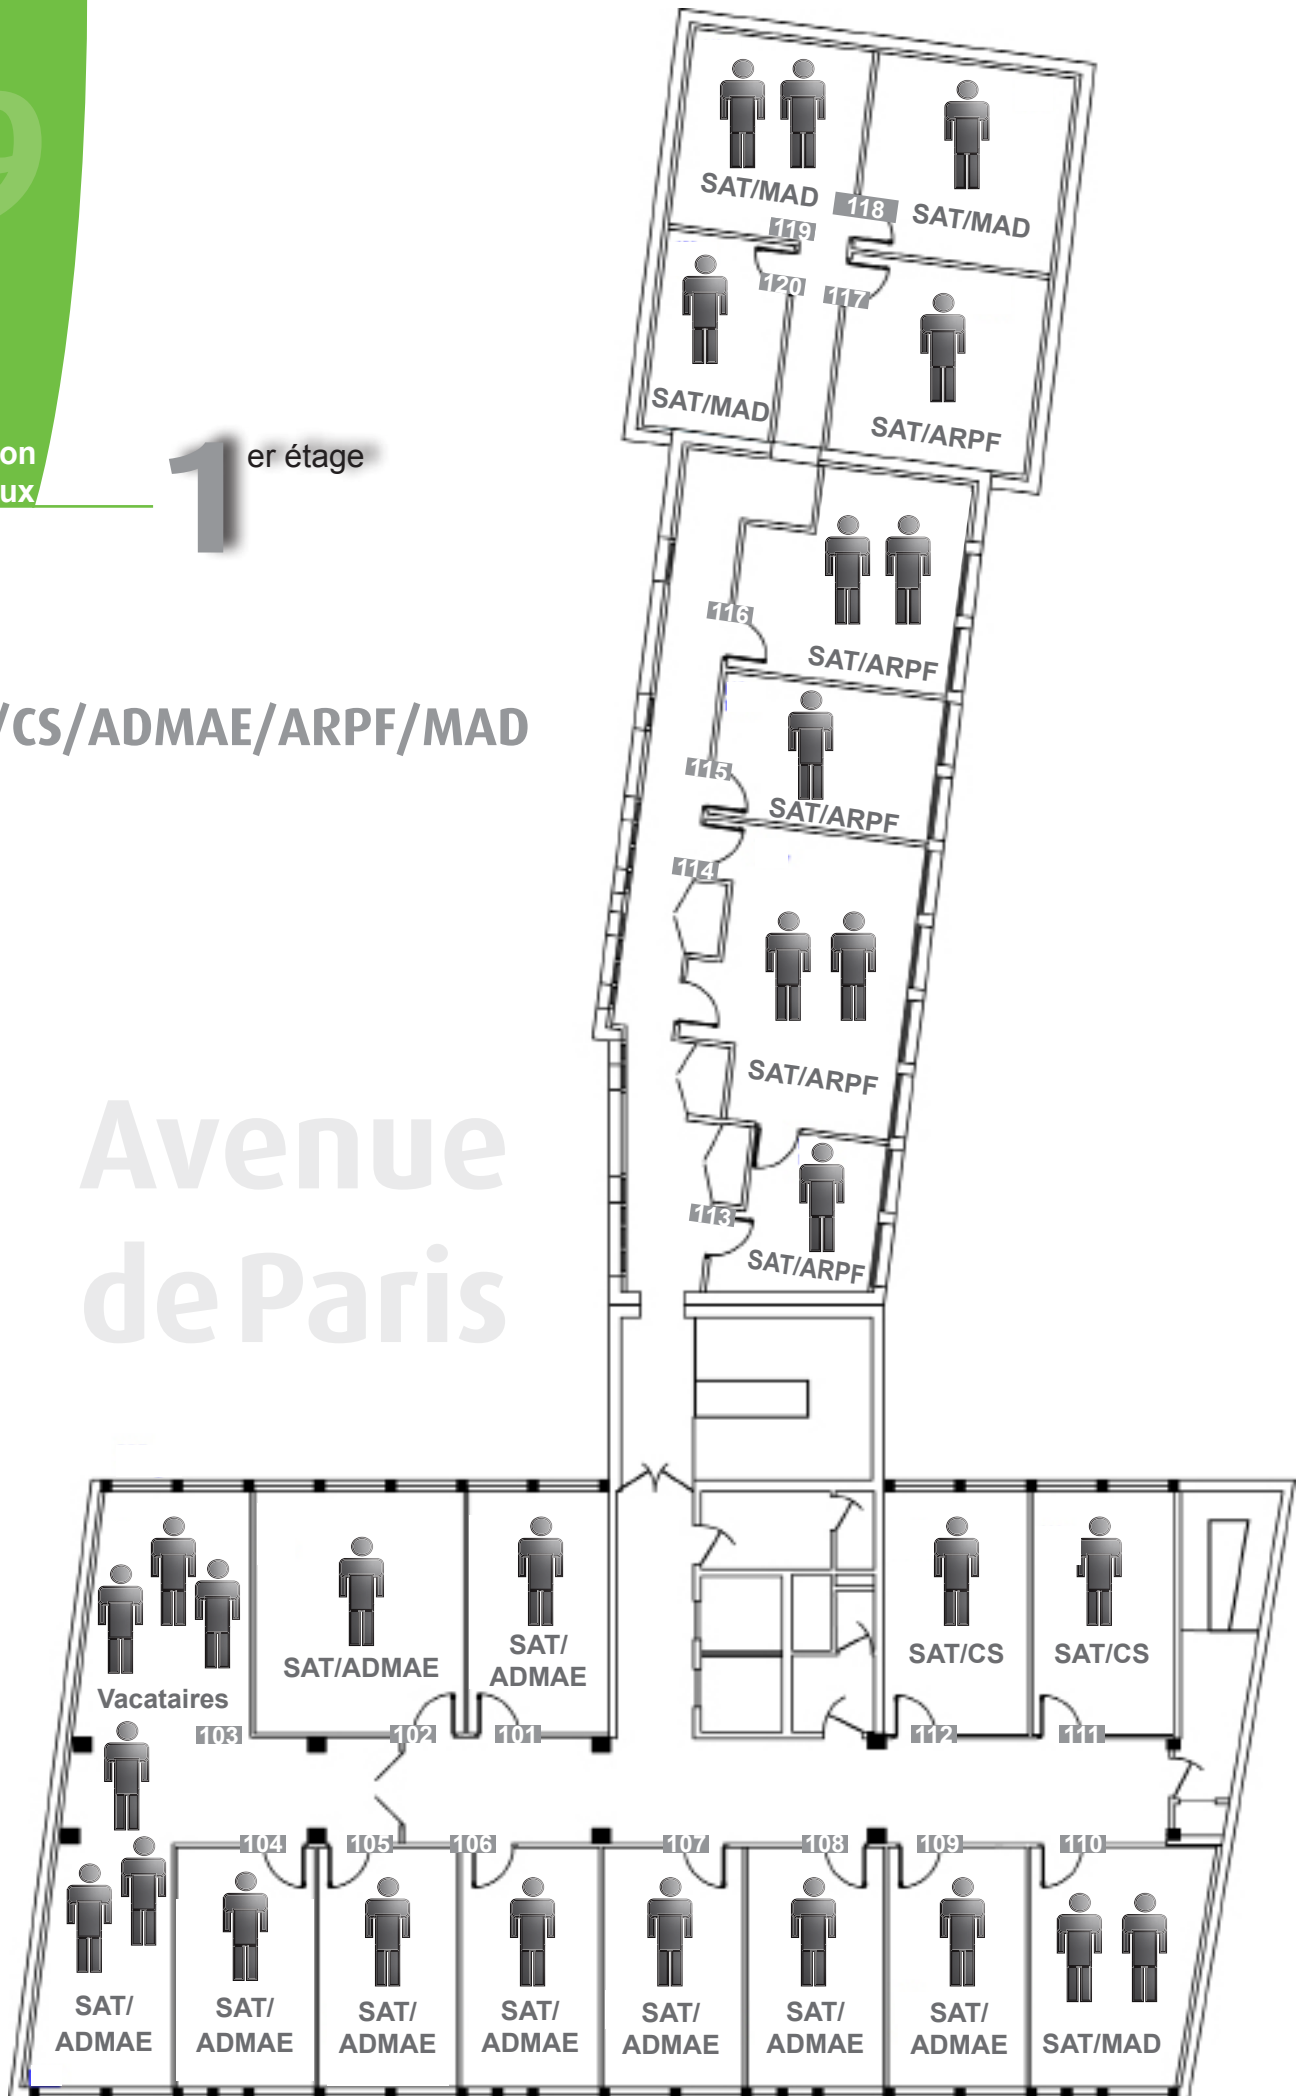 9
on
ux
1
er étage
/CS/ADMAE/ARPF/MAD
Avenue
de Paris
SAT/MAD
118
SAT/MAD
119
120
117
SAT/MAD
SAT/ARPF
116
SAT/ARPF
115
SAT/ARPF
114
SAT/ARPF
113
SAT/ARPF
SAT/ADMAE
SAT/
ADMAE
SAT/CS
SAT/CS
Vacataires
103
102
101
112
111
104
105
106
107
108
109
110
SAT/
ADMAE
SAT/
ADMAE
SAT/
ADMAE
SAT/
ADMAE
SAT/
ADMAE
SAT/
ADMAE
SAT/
ADMAE
SAT/MAD